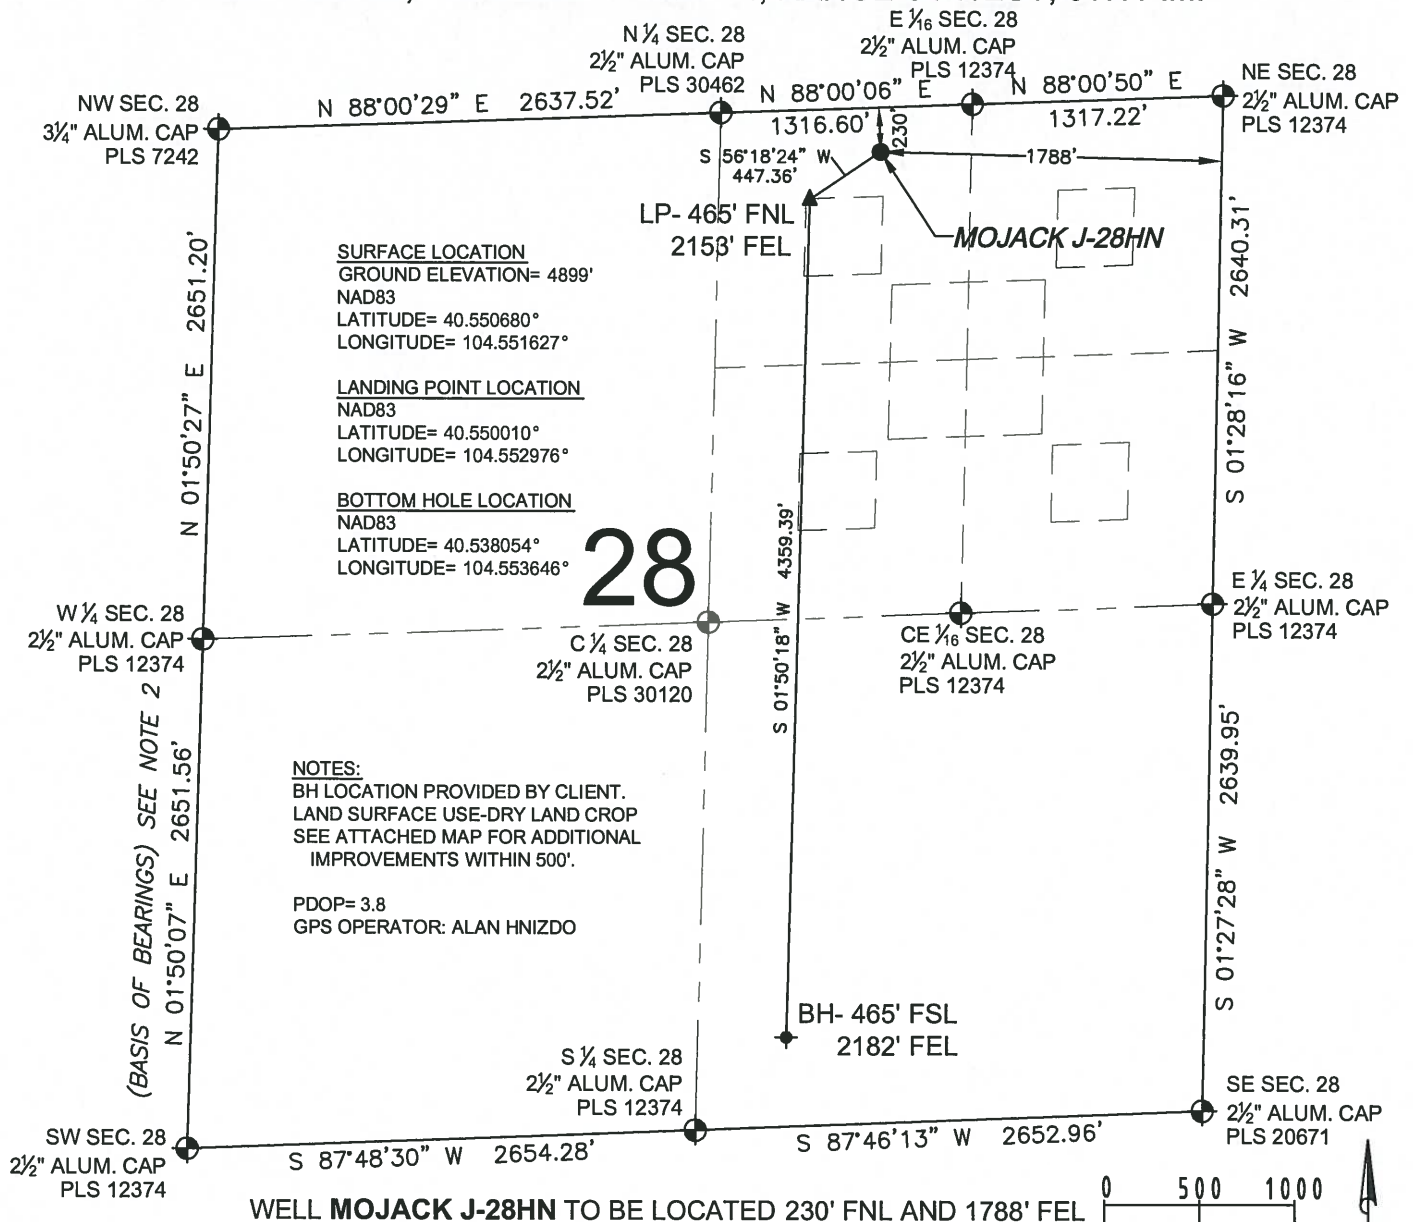 N ¼ SEC. 28
2½" ALUM. CAP
PLS 30462
E 1⁄16 SEC. 28
2½" ALUM. CAP
PLS 12374
NW SEC. 28
3¼" ALUM. CAP
PLS 7242
N 88°00'29" E 2637.52'
N 88°00'06" E
1316.60'
N 88°00'50" E
1317.22'
NE SEC. 28
2½" ALUM. CAP
PLS 12374
230'
S 56°18'24" W
447.36'
1788'
LP- 465' FNL
2153' FEL
MOJACK J-28HN
SURFACE LOCATION
GROUND ELEVATION= 4899'
NAD83
LATITUDE= 40.550680°
LONGITUDE= 104.551627°
LANDING POINT LOCATION
NAD83
LATITUDE= 40.550010°
LONGITUDE= 104.552976°
BOTTOM HOLE LOCATION
NAD83
LATITUDE= 40.538054°
LONGITUDE= 104.553646°
28
N 01°50'27" E 2651.20'
S 01°28'16" W 2640.31'
S 01°50'18" W 4359.39'
W ¼ SEC. 28
2½" ALUM. CAP
PLS 12374
C ¼ SEC. 28
2½" ALUM. CAP
PLS 30120
CE 1⁄16 SEC. 28
2½" ALUM. CAP
PLS 12374
E ¼ SEC. 28
2½" ALUM. CAP
PLS 12374
(BASIS OF BEARINGS) SEE NOTE 2
N 01°50'07" E 2651.56'
NOTES:
BH LOCATION PROVIDED BY CLIENT.
LAND SURFACE USE-DRY LAND CROP
SEE ATTACHED MAP FOR ADDITIONAL
IMPROVEMENTS WITHIN 500'.
PDOP= 3.8
GPS OPERATOR: ALAN HNIZDO
S 01°27'28" W 2639.95'
BH- 465' FSL
2182' FEL
S ¼ SEC. 28
2½" ALUM. CAP
PLS 12374
SE SEC. 28
2½" ALUM. CAP
PLS 20671
SW SEC. 28
2½" ALUM. CAP
PLS 12374
S 87°48'30" W 2654.28'
S 87°46'13" W 2652.96'
WELL MOJACK J-28HN TO BE LOCATED 230' FNL AND 1788' FEL
0 500 1000